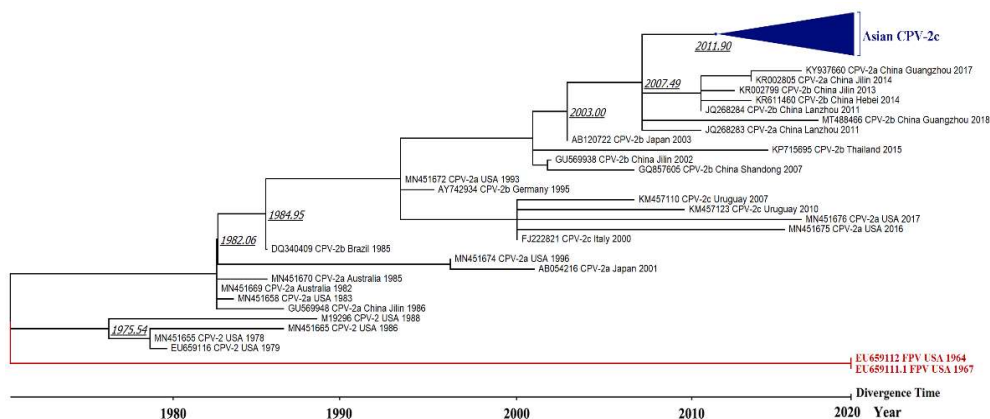 2011.90
Asian CPV-2c
KY937660 CPV-2a China Guangzhou 2017
2007.49
KR002805 CPV-2a China Jilin 2014
KR002799 CPV-2b China Jilin 2013
KR611460 CPV-2b China Hebei 2014
2003.00
JQ268284 CPV-2b China Lanzhou 2011
MT488466 CPV-2b China Guangzhou 2018
JQ268283 CPV-2a China Lanzhou 2011
AB120722 CPV-2b Japan 2003
KP715695 CPV-2b Thailand 2015
GU569938 CPV-2b China Jilin 2002
GQ857605 CPV-2b China Shandong 2007
MN451672 CPV-2a USA 1993
AY742934 CPV-2b Germany 1995
KM457110 CPV-2c Uruguay 2007
KM457123 CPV-2c Uruguay 2010
MN451676 CPV-2a USA 2017
1984.95
MN451675 CPV-2a USA 2016
1982.06
FJ222821 CPV-2c Italy 2000
DQ340409 CPV-2b Brazil 1985
MN451674 CPV-2a USA 1996
AB054216 CPV-2a Japan 2001
MN451670 CPV-2a Australia 1985
MN451669 CPV-2a Australia 1982
MN451658 CPV-2a USA 1983
GU569948 CPV-2a China Jilin 1986
M19296 CPV-2 USA 1988
1975.54
MN451665 CPV-2 USA 1986
MN451655 CPV-2 USA 1978
EU659116 CPV-2 USA 1979
EU659112 FPV USA 1964
EU659111.1 FPV USA 1967
Divergence Time
1980 1990 2000 2010 2020 Year